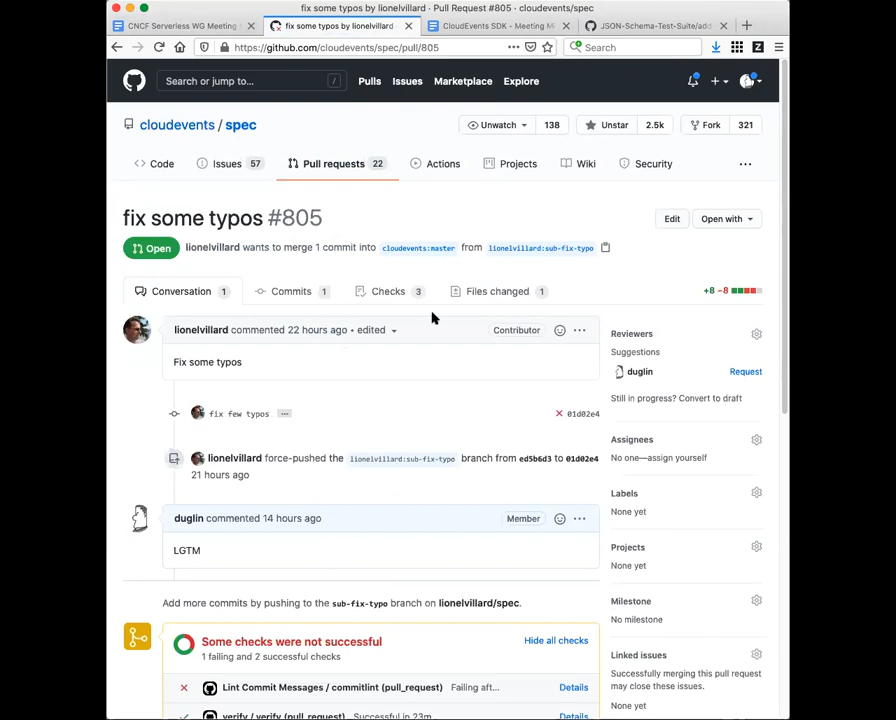 fix some typos by lionelvillard · Pull Request #805 · cloudevents/spec
CNCF Serverless WG Meeting
fix some typos by lionelvillard
CloudEvents SDK - Meeting M
JSON-Schema-Test-Suite/add
https://github.com/cloudevents/spec/pull/805
Search
Search or jump to...
/
Pulls
Issues
Marketplace
Explore
cloudevents / spec
Unwatch
138
Unstar
2.5k
Fork
321
Code
Issues 57
Pull requests 22
Actions
Projects
Wiki
Security
fix some typos #805
Edit
Open with
Open
lionelvillard wants to merge 1 commit into cloudevents:master from lionelvillard:sub-fix-typo
Conversation 1
Commits 1
Checks 3
Files changed 1
+8 −8
lionelvillard commented 22 hours ago • edited
Contributor
Fix some typos
fix few typos
01d02e4
lionelvillard force-pushed the lionelvillard:sub-fix-typo branch from ed5b6d3 to 01d02e4
21 hours ago
duglin commented 14 hours ago
Member
LGTM
Add more commits by pushing to the sub-fix-typo branch on lionelvillard/spec.
Some checks were not successful
1 failing and 2 successful checks
Hide all checks
Lint Commit Messages / commitlint (pull_request) Failing aft...
Details
verify / verify (pull_request) Successful in 23m
Details
Reviewers
Suggestions
duglin
Request
Still in progress? Convert to draft
Assignees
No one—assign yourself
Labels
None yet
Projects
None yet
Milestone
No milestone
Linked issues
Successfully merging this pull request
may close these issues.
None yet